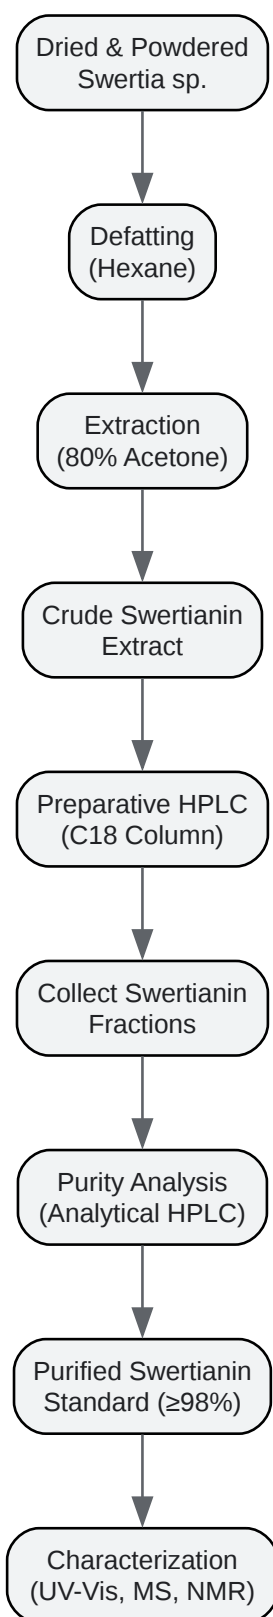 Dried & Powdered
Swertia sp.
Defatting
(Hexane)
Extraction
(80% Acetone)
Crude Swertianin
Extract
Preparative HPLC
(C18 Column)
Collect Swertianin
Fractions
Purity Analysis
(Analytical HPLC)
Purified Swertianin
Standard (≥98%)
Characterization
(UV-Vis, MS, NMR)